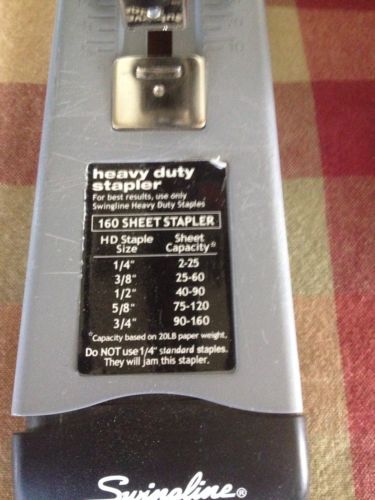 10
heavy duty
stapler
For best results, use only
Swingline Heavy Duty Staples
160 SHEET STAPLER
HD Staple Size Sheet Capacity*
1/4" 2-25
3/8" 25-60
1/2" 40-90
5/8" 75-120
3/4" 90-160
*Capacity based on 20LB paper weight.
Do NOT use 1/4" standard staples.
They will jam this stapler.
Swingline®